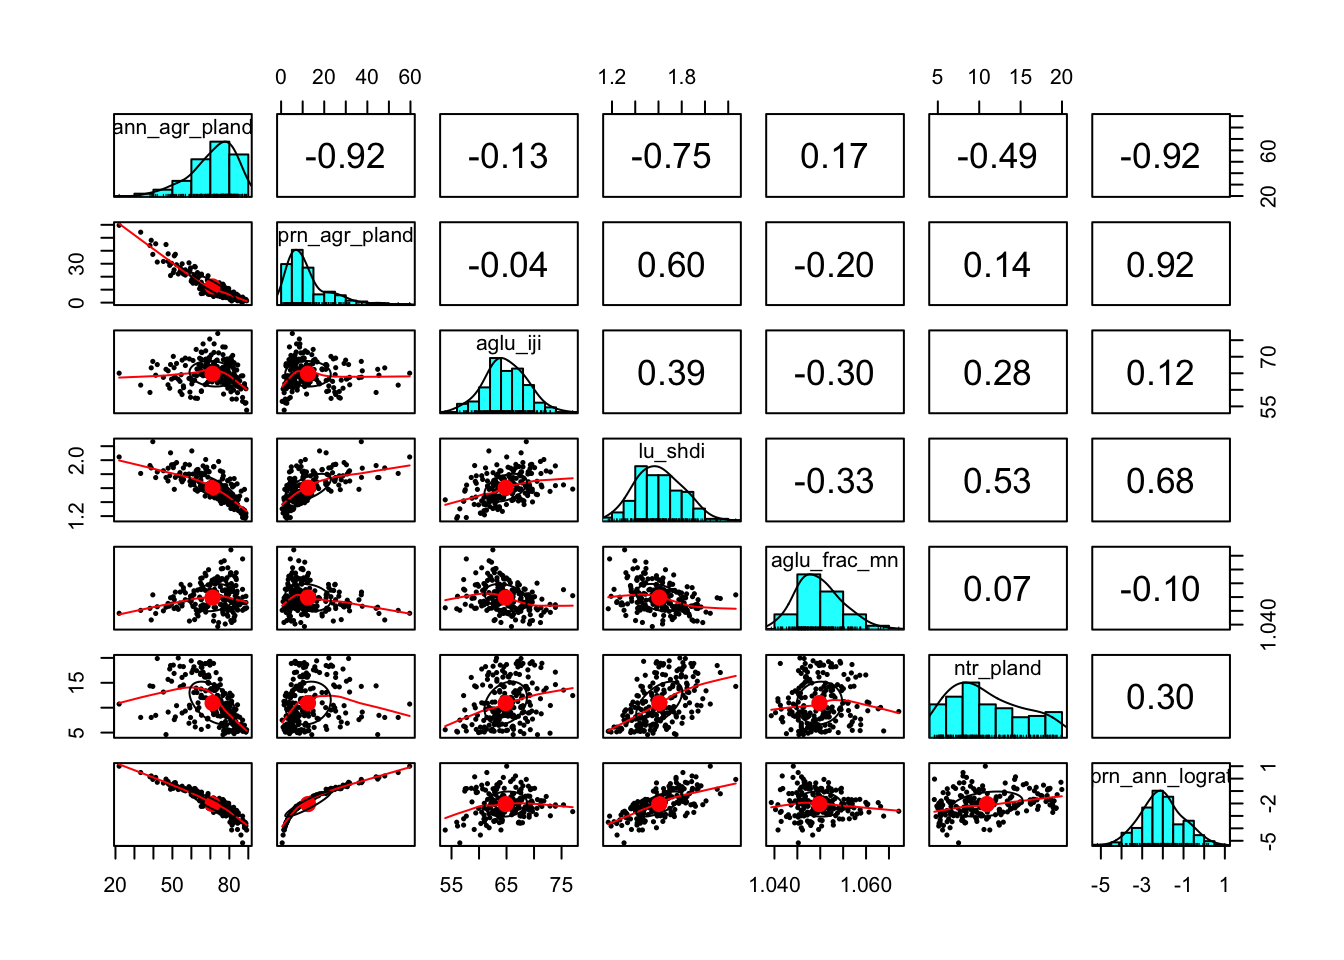 0 20 40 60 1.2 1.8 5 10 15 20
ann_agr_pland -0.92 -0.13 -0.75 0.17 -0.49 -0.92 20 60
0 30 prn_agr_pland -0.04 0.60 -0.20 0.14 0.92
aglu_iji 0.39 -0.30 0.28 0.12 55 70
1.2 2.0 lu_shdi -0.33 0.53 0.68
aglu_frac_mn 0.07 -0.10 1.040
5 15 ntr_pland 0.30
prn_ann_lograt -5 -2 1
20 50 80 55 65 75 1.040 1.060 -5 -3 -1 1